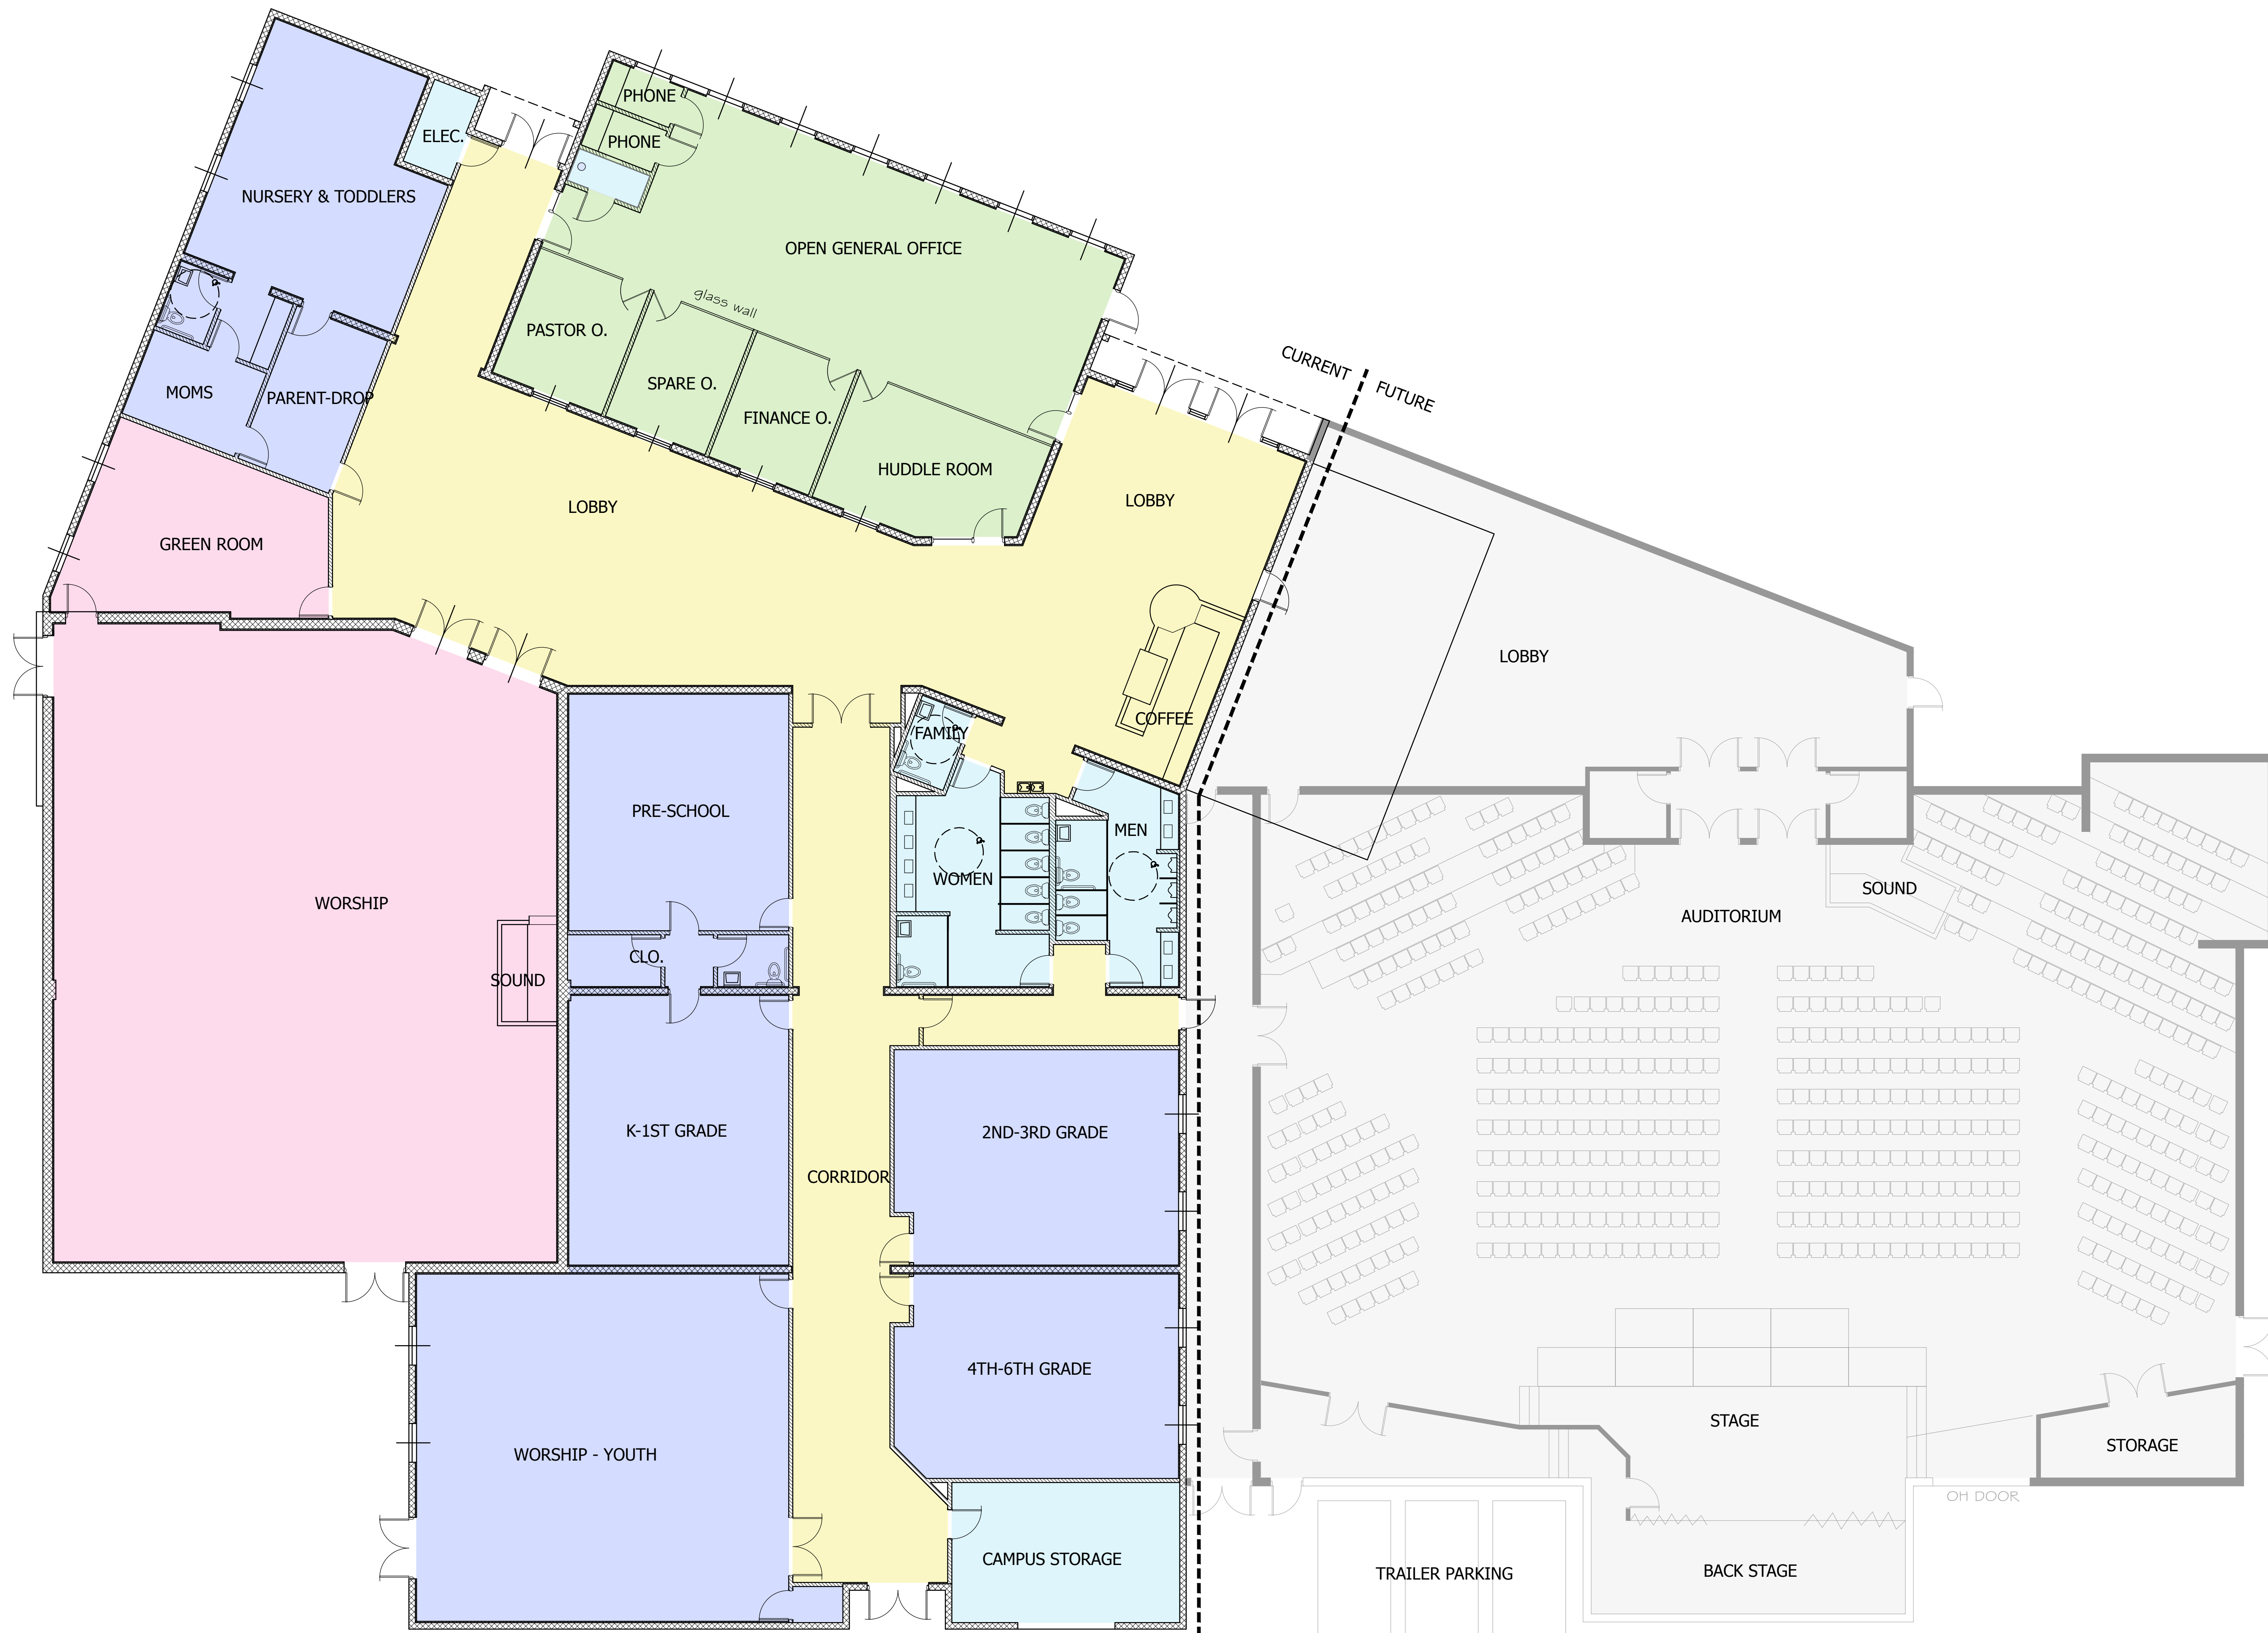 PHONE
ELEC.
PHONE
NURSERY & TODDLERS
OPEN GENERAL OFFICE
glass wall
PASTOR O.
CURRENT
FUTURE
SPARE O.
MOMS
PARENT-DROP
FINANCE O.
HUDDLE ROOM
LOBBY
LOBBY
GREEN ROOM
LOBBY
COFFEE
FAMILY
PRE-SCHOOL
MEN
WOMEN
SOUND
WORSHIP
AUDITORIUM
CLO.
SOUND
K-1ST GRADE
2ND-3RD GRADE
CORRIDOR
4TH-6TH GRADE
STAGE
STORAGE
WORSHIP - YOUTH
OH DOOR
CAMPUS STORAGE
TRAILER PARKING
BACK STAGE